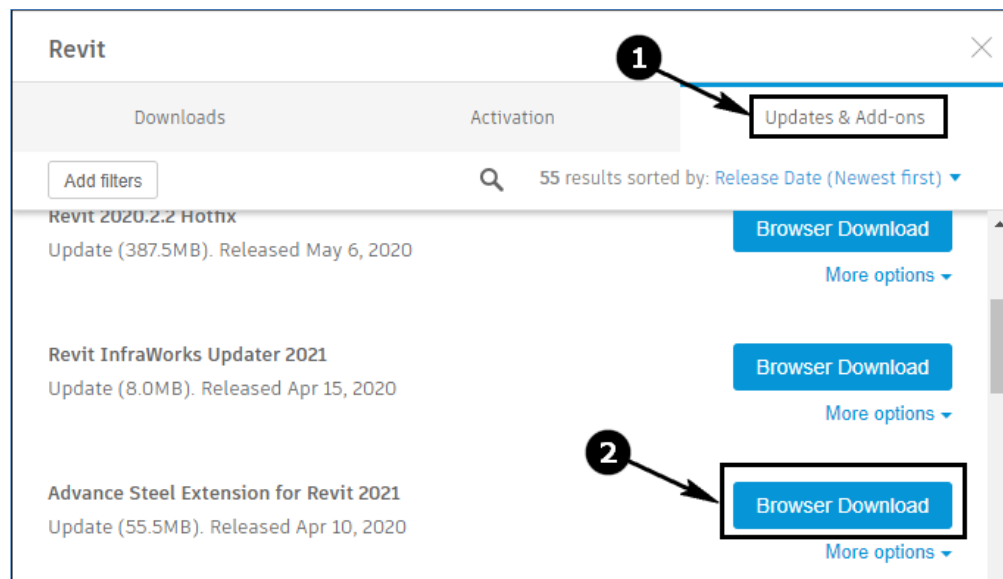 Revit
1
Downloads
Activation
Updates & Add-ons
Add filters
55 results sorted by: Release Date (Newest first)
Revit 2020.2.2 Hotfix
Browser Download
Update (387.5MB). Released May 6, 2020
More options
Revit InfraWorks Updater 2021
Browser Download
Update (8.0MB). Released Apr 15, 2020
More options
2
Advance Steel Extension for Revit 2021
Browser Download
Update (55.5MB). Released Apr 10, 2020
More options